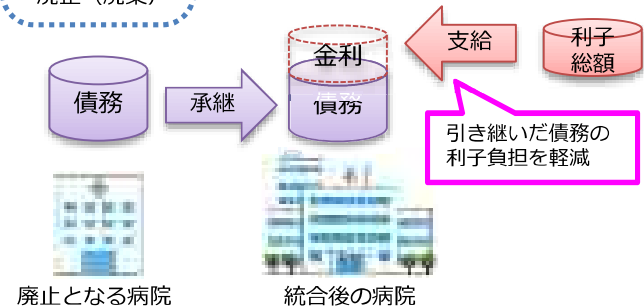 廃止（廃業）
金利
支給
利子
総額
債務
承継
債務
引き継いだ債務の
利子負担を軽減
廃止となる病院
統合後の病院